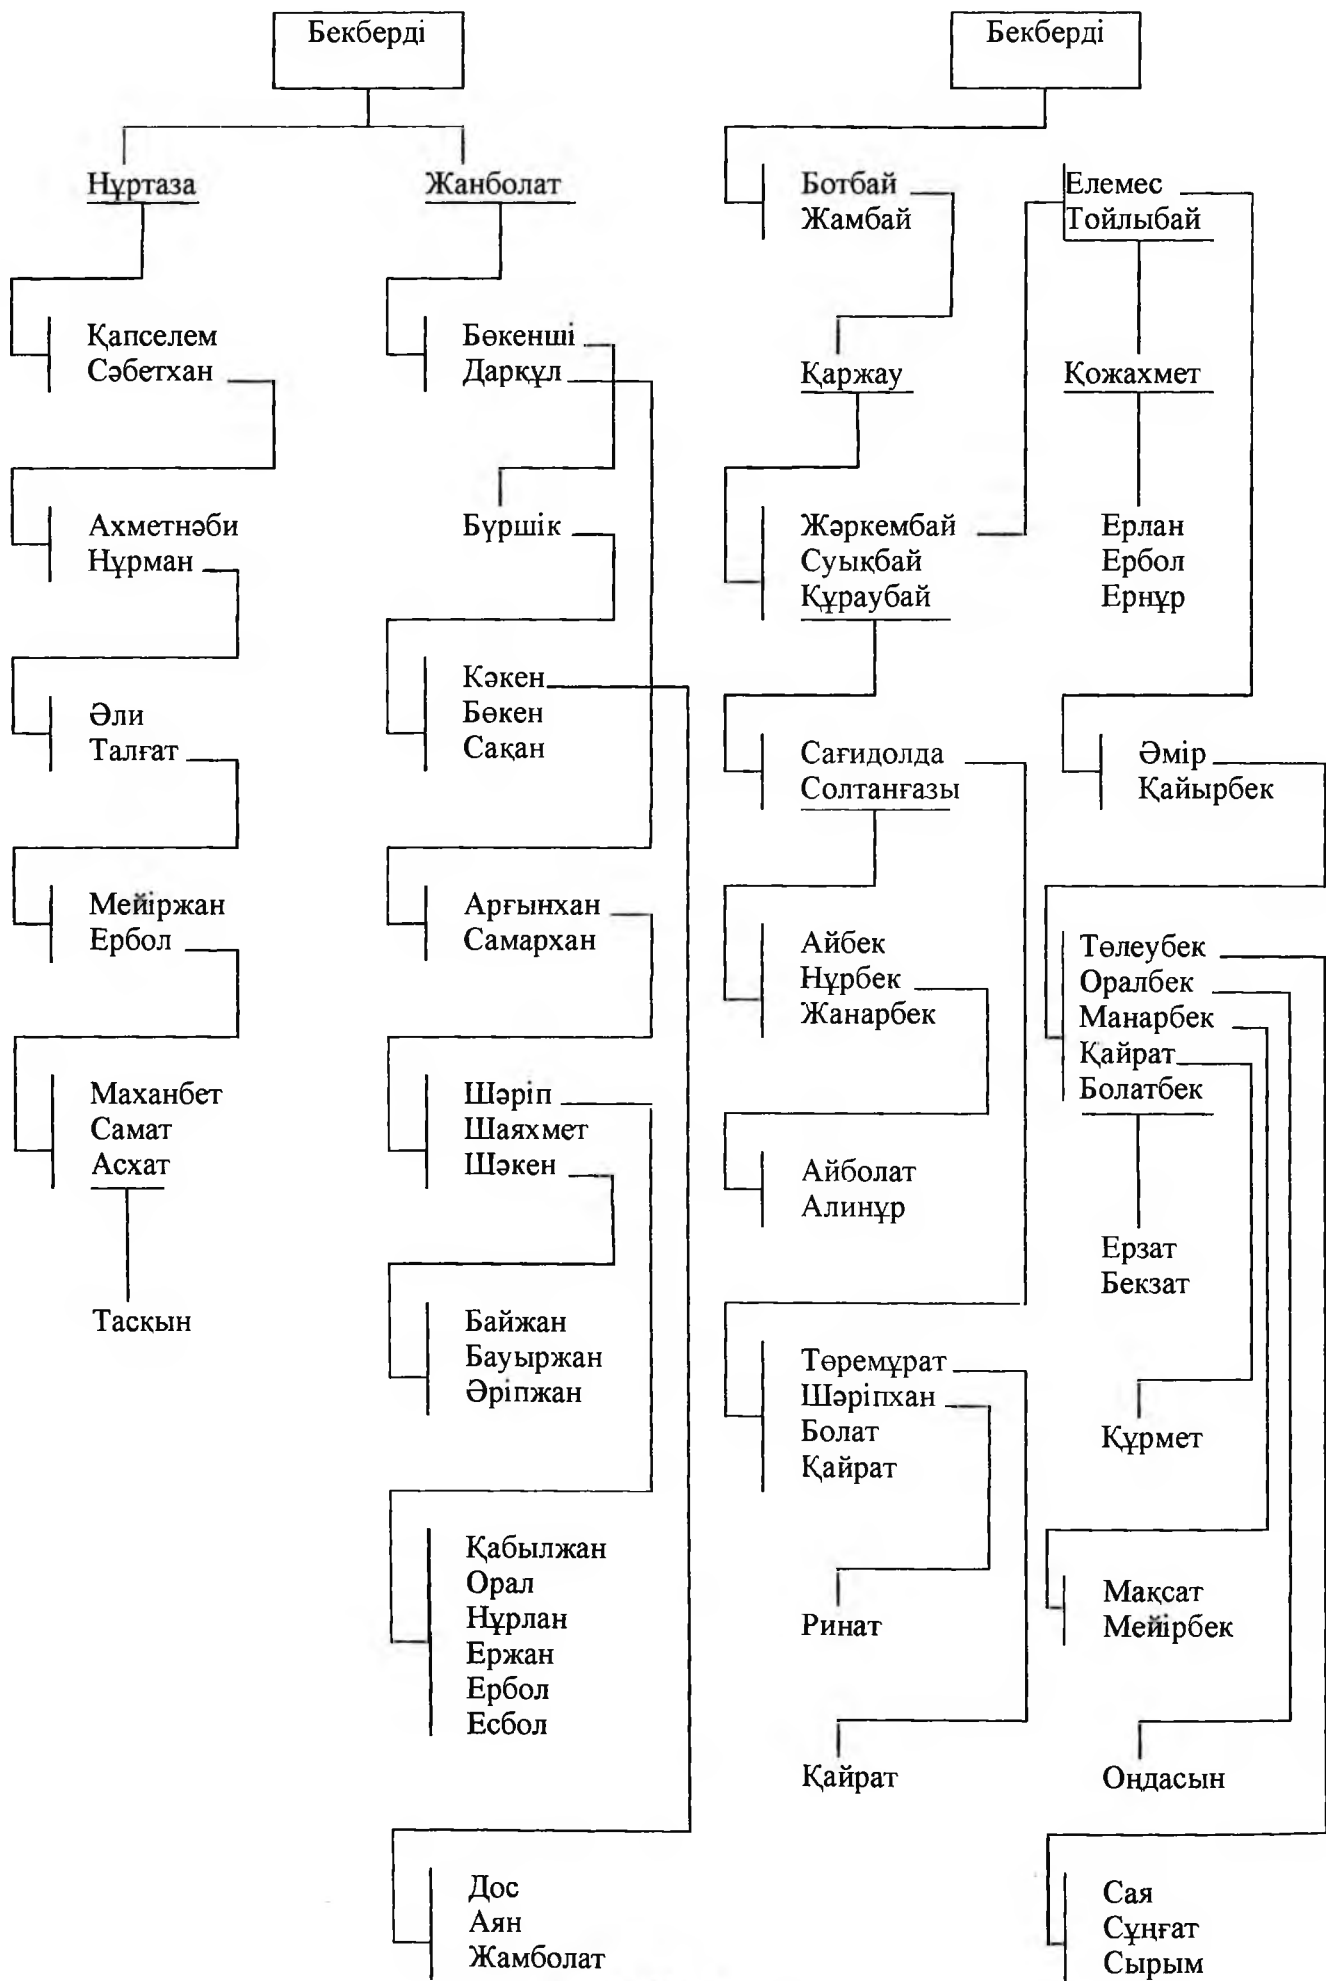 Бекберді
Нұртаза
Жанболат
Қапселем
Сәбетхан
Бөкенші
Дарқұл
Ахметнәби
Нұрман
Бүршік
Әли
Талғат
Кәкен
Бөкен
Сақан
Мейіржан
Ербол
Арғынхан
Самархан
Маханбет
Самат
Асхат
Шәріп
Шаяхмет
Шәкен
Тасқын
Байжан
Бауыржан
Әріпжан
Қабылжан
Орал
Нұрлан
Ержан
Ербол
Есбол
Дос
Аян
Жамболат
Бекберді
Ботбай
Жамбай
Елемес
Тойлыбай
Қаржау
Қожахмет
Жәркембай
Суықбай
Құраубай
Ерлан
Ербол
Ернұр
Сағидолда
Солтанғазы
Әмір
Қайырбек
Айбек
Нұрбек
Жанарбек
Төлеубек
Оралбек
Манарбек
Қайрат
Болатбек
Айболат
Алинұр
Ерзат
Бекзат
Төремұрат
Шәріпхан
Болат
Қайрат
Құрмет
Ринат
Мақсат
Мейірбек
Қайрат
Оңдасын
Сая
Сұңғат
Сырым